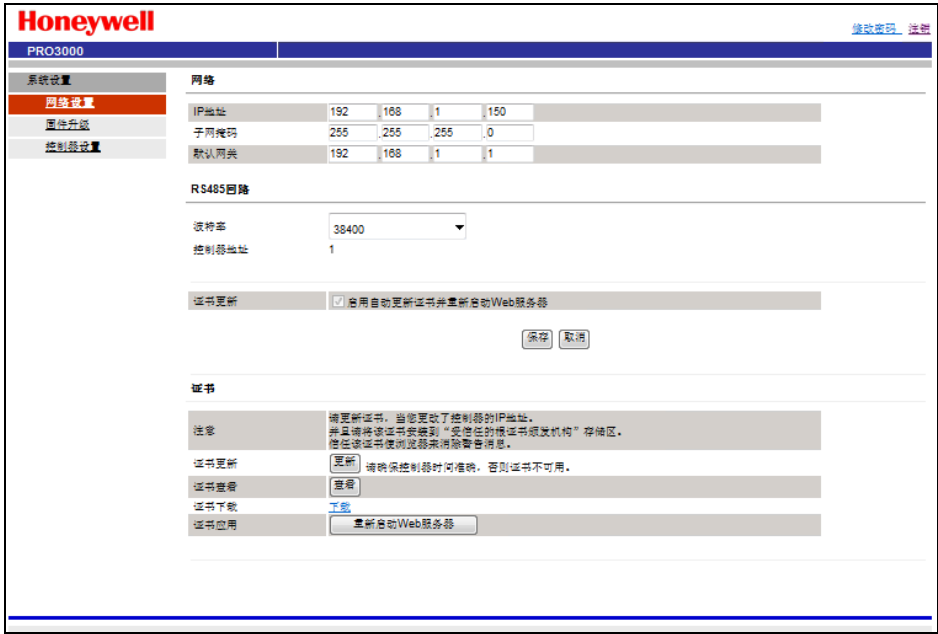 Honeywell
修改密码 注销
PRO3000
系统设置
网络设置
固件升级
控制器设置
网络
IP地址 192 .168 .1 .150
子网掩码 255 .255 .255 .0
默认网关 192 .168 .1 .1
RS485回路
波特率 38400
控制器地址 1
证书更新 启用自动更新证书并重新启动Web服务器
保存 取消
证书
注意
请更新证书，当您更改了控制器的IP地址。
并且请将该证书安装到“受信任的根证书颁发机构”存储区。
信任该证书使浏览器来消除警告消息。
证书更新 更新 请确保控制器时间准确，否则证书不可用。
证书查看 查看
证书下载 下载
证书应用 重新启动Web服务器